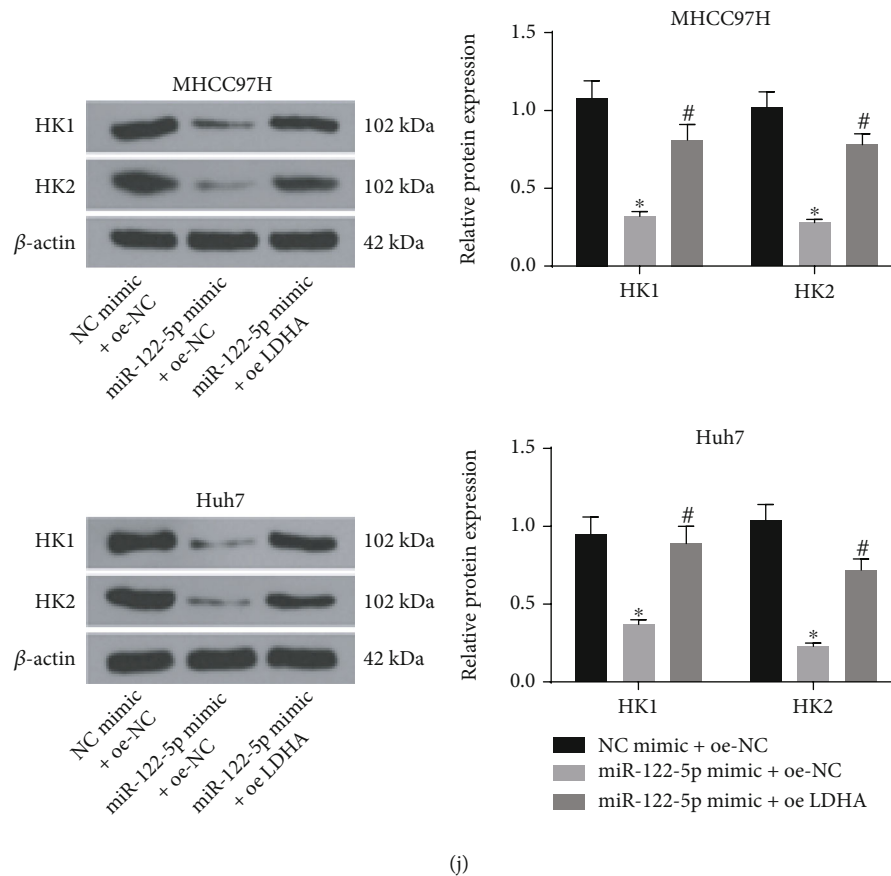 MHCC97H
HK1
102 kDa
HK2
102 kDa
β-actin
42 kDa
NC mimic
+ oe-NC
miR-122-5p mimic
+ oe-NC
miR-122-5p mimic
+ oe LDHA
MHCC97H
Relative protein expression
1.5
1.0
0.5
0.0
*
#
*
#
HK1
HK2
Huh7
HK1
102 kDa
HK2
102 kDa
β-actin
42 kDa
NC mimic
+ oe-NC
miR-122-5p mimic
+ oe-NC
miR-122-5p mimic
+ oe LDHA
Huh7
Relative protein expression
1.5
1.0
0.5
0.0
*
#
*
#
HK1
HK2
NC mimic + oe-NC
miR-122-5p mimic + oe-NC
miR-122-5p mimic + oe LDHA
(j)